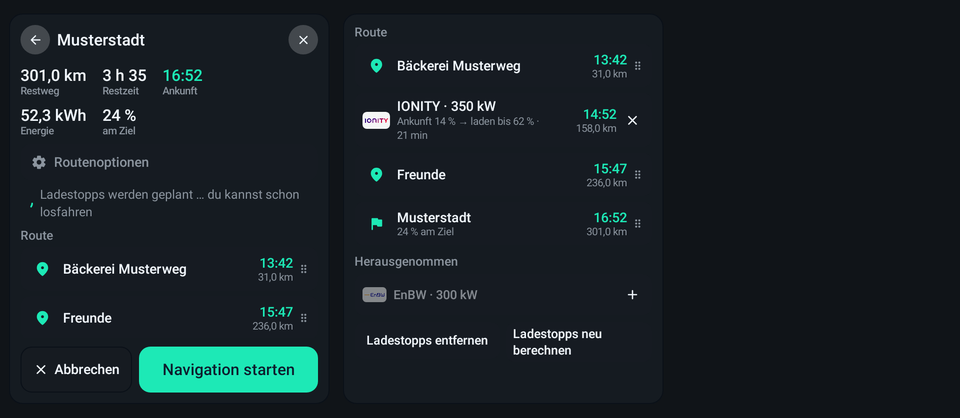 Musterstadt
301,0 km 3 h 35 16:52
Restweg Restzeit Ankunft
52,3 kWh 24 %
Energie am Ziel
Routenoptionen
Ladestopps werden geplant … du kannst schon
losfahren
Route
Bäckerei Musterweg 13:42
31,0 km
Freunde 15:47
236,0 km
Abbrechen Navigation starten
Route
Bäckerei Musterweg 13:42
31,0 km
IONITY IONITY · 350 kW 14:52
Ankunft 14 % → laden bis 62 % · 158,0 km
21 min
Freunde 15:47
236,0 km
Musterstadt 16:52
24 % am Ziel 301,0 km
Herausgenommen
EnBW EnBW · 300 kW
Ladestopps entfernen Ladestopps neu
berechnen